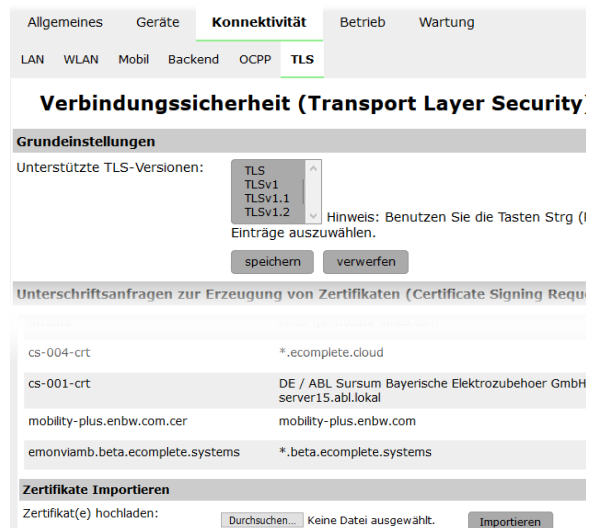 Allgemeines Geräte Konnektivität Betrieb Wartung
LAN WLAN Mobil Backend OCPP TLS
Verbindungssicherheit (Transport Layer Security)
Grundeinstellungen
Unterstützte TLS-Versionen:
TLS
TLSv1
TLSv1.1
TLSv1.2
Hinweis: Benutzen Sie die Tasten Strg (
Einträge auszuwählen.
speichern verwerfen
Unterschriftsanfragen zur Erzeugung von Zertifikaten (Certificate Signing Requ
cs-004-crt *.ecomplete.cloud
cs-001-crt DE / ABL Sursum Bayerische Elektrozubehoer GmbH
server15.abl.lokal
mobility-plus.enbw.com.cer mobility-plus.enbw.com
emonviamb.beta.ecomplete.systems *.beta.ecomplete.systems
Zertifikate Importieren
Zertifikat(e) hochladen: Durchsuchen... Keine Datei ausgewählt. Importieren